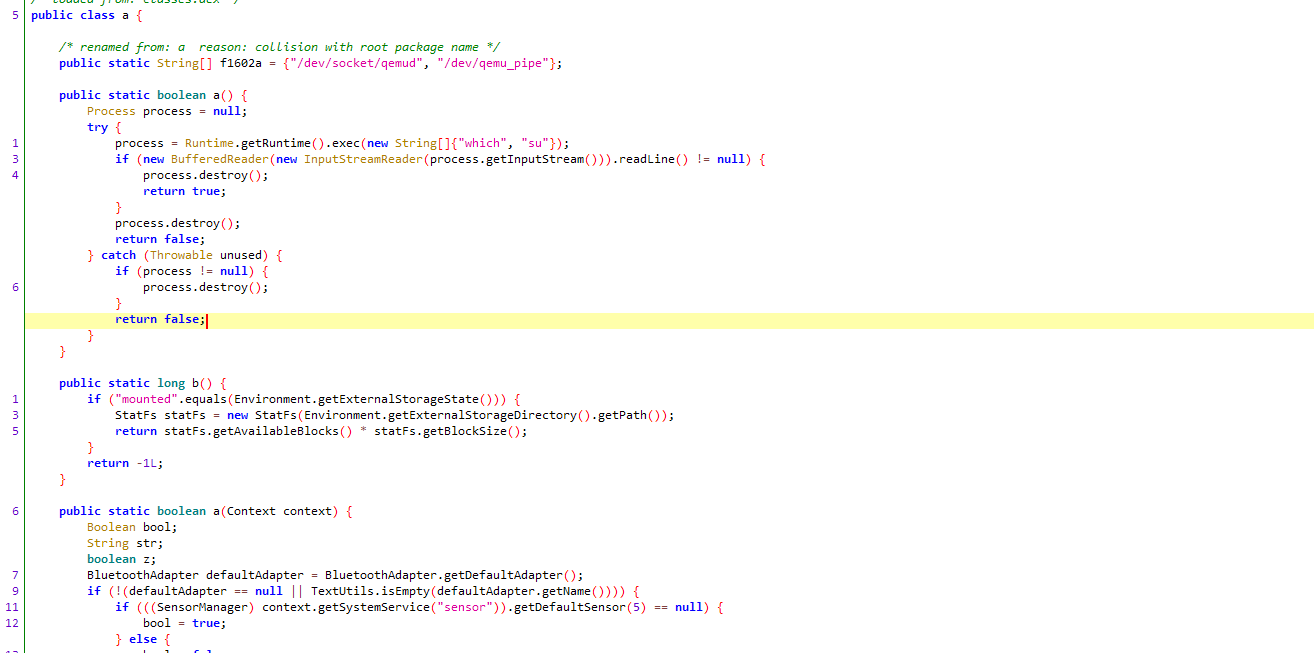 /* loaded from: classes.dex */
5 public class a {
/* renamed from: a  reason: collision with root package name */
public static String[] f1602a = {"/dev/socket/qemud", "/dev/qemu_pipe"};
public static boolean a() {
Process process = null;
try {
1 process = Runtime.getRuntime().exec(new String[]{"which", "su"});
3 if (new BufferedReader(new InputStreamReader(process.getInputStream())).readLine() != null) {
4 process.destroy();
return true;
}
process.destroy();
return false;
} catch (Throwable unused) {
if (process != null) {
6 process.destroy();
}
return false;
}
}
public static long b() {
1 if ("mounted".equals(Environment.getExternalStorageState())) {
3 StatFs statFs = new StatFs(Environment.getExternalStorageDirectory().getPath());
5 return statFs.getAvailableBlocks() * statFs.getBlockSize();
}
return -1L;
}
6 public static boolean a(Context context) {
Boolean bool;
String str;
boolean z;
7 BluetoothAdapter defaultAdapter = BluetoothAdapter.getDefaultAdapter();
9 if (!(defaultAdapter == null || TextUtils.isEmpty(defaultAdapter.getName()))) {
11 if (((SensorManager) context.getSystemService("sensor")).getDefaultSensor(5) == null) {
12 bool = true;
} else {